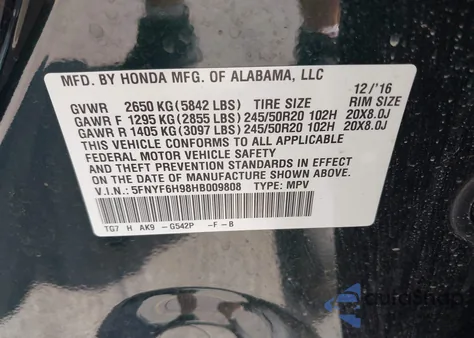 MFD. BY HONDA MFG. OF ALABAMA, LLC 12/'16
GVWR 2650 KG (5842 LBS) TIRE SIZE RIM SIZE
GAWR F 1295 KG (2855 LBS) 245/50R20 102H 20X8.0J
GAWR R 1405 KG (3097 LBS) 245/50R20 102H 20X8.0J
THIS VEHICLE CONFORMS TO ALL APPLICABLE
FEDERAL MOTOR VEHICLE SAFETY
AND THEFT PREVENTION STANDARDS IN EFFECT
ON THE DATE OF MANUFACTURE SHOWN ABOVE.
V.I.N.: 5FNYF6H98HB009808 TYPE: MPV
TG7 H AK9 -G542P -F-B
AutoSnap